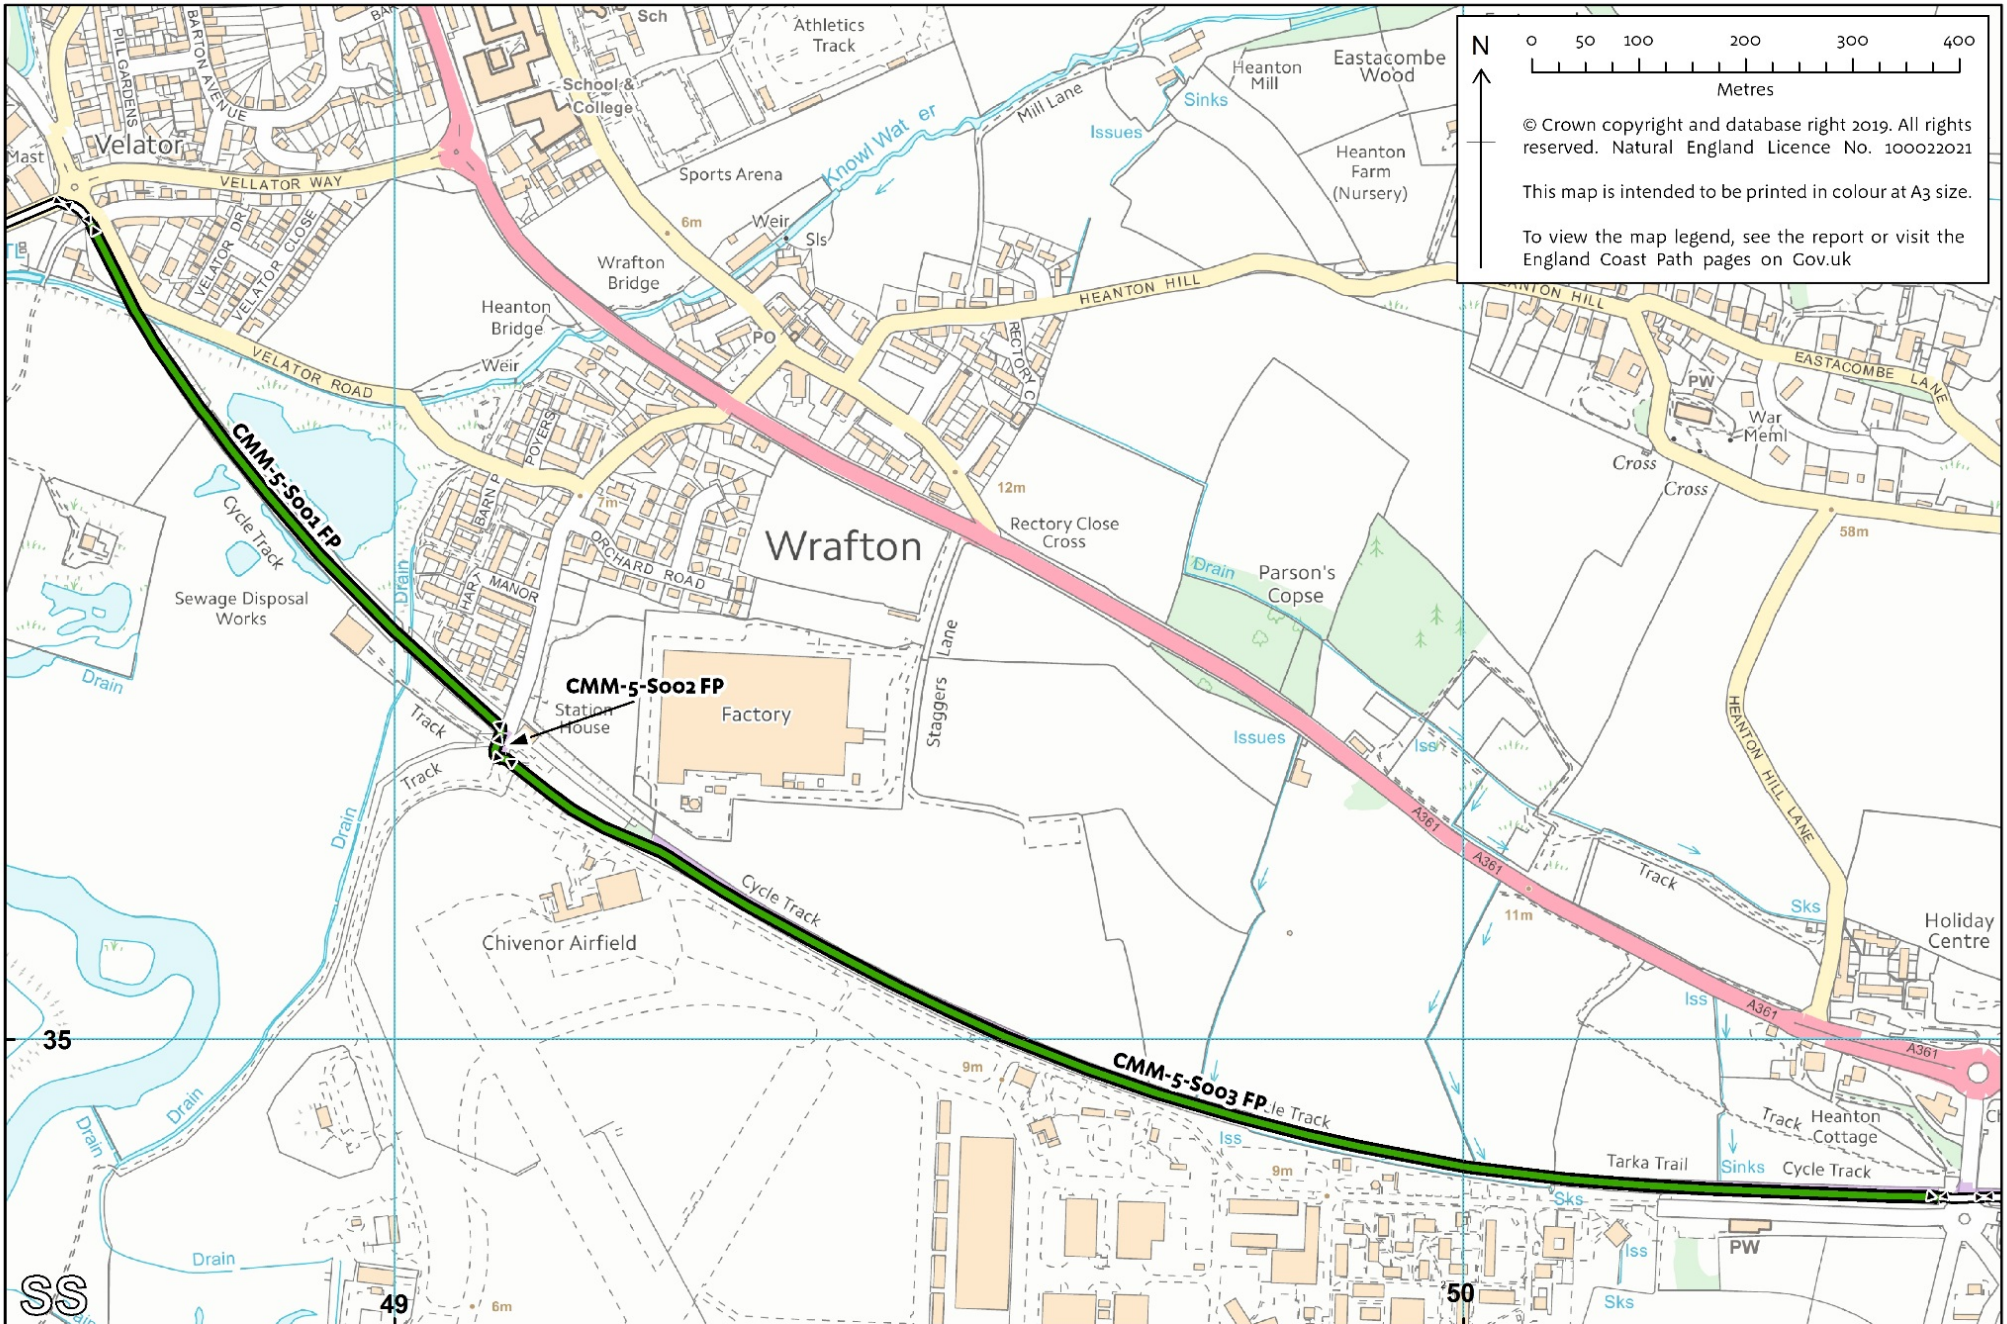 Sch
Athletics
Track
N
0 50 100 200 300 400
Metres
© Crown copyright and database right 2019. All rights
reserved. Natural England Licence No. 100022021
This map is intended to be printed in colour at A3 size.
To view the map legend, see the report or visit the
England Coast Path pages on Gov.uk
PILL GARDENS
BARTON AVENUE
BA
School &
College
Eastacombe
Wood
Heanton
Mill
Sinks
Mill Lane
Issues
Knowl Wat er
Velator
Mast
VELLATOR WAY
Sports Arena
Heanton
Farm
(Nursery)
6m
Weir
Sls
VELATOR DR
VELATOR CLOSE
Wrafton
Bridge
Heanton
Bridge
HEANTON HILL
ANTON HILL
PO
RECTORY C
Weir
VELATOR ROAD
EASTACOMBE LANE
PW
War
Meml
Cross
Cross
POYERS
BARN P
CMM-5-S001 FP
Cycle Track
7m
12m
Rectory Close
Cross
58m
Wrafton
ORCHARD ROAD
Drain
HART MANOR
Drain
Parson's
Copse
Sewage Disposal
Works
Lane
Staggers
Drain
CMM-5-S002 FP
Station
House
Factory
Track
Track
Issues
Iss
HEANTON HILL LANE
Drain
A361
A361
Track
Cycle Track
11m
Sks
Holiday
Centre
Chivenor Airfield
Iss
A361
A361
35
9m
CMM-5-S003 FP
cle Track
Drain
Drain
Iss
Track
Heanton
Cottage
9m
Tarka Trail
Sinks
Cycle Track
Sks
Drain
Iss
PW
SS
49
6m
50
Sks